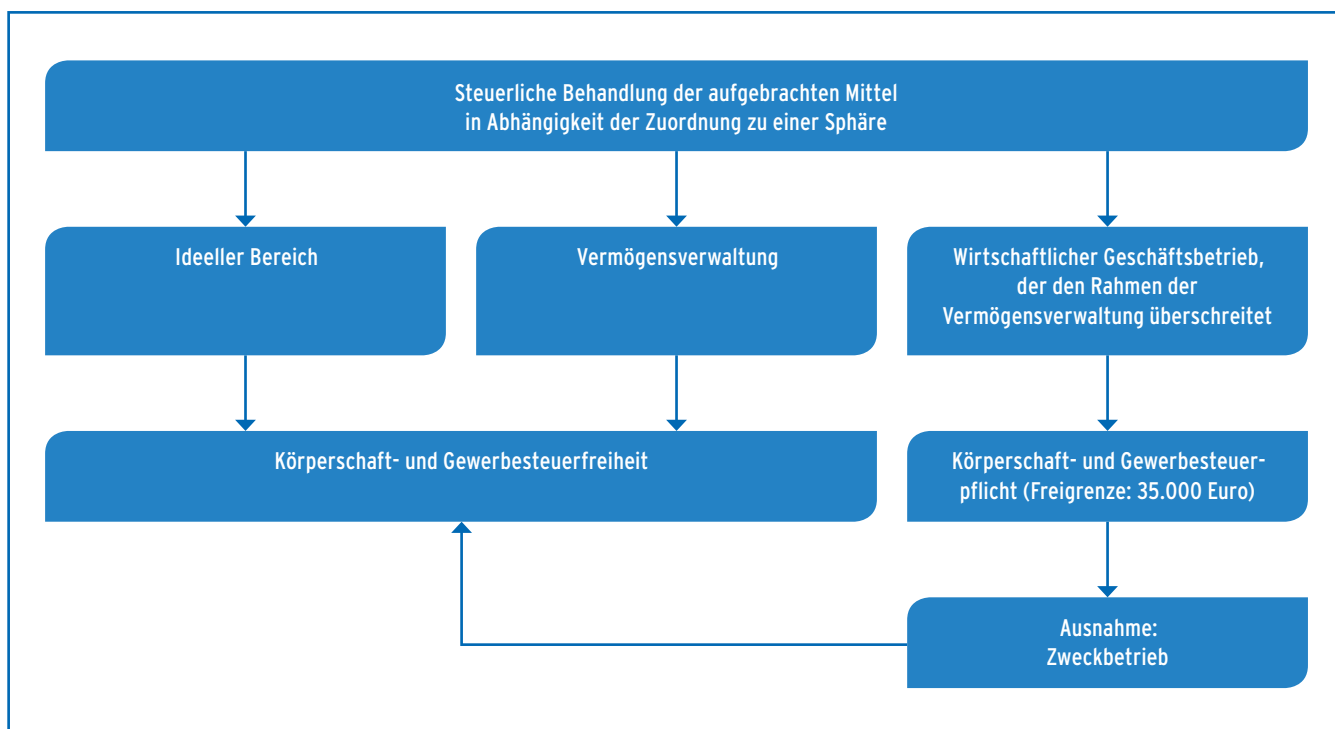 Steuerliche Behandlung der aufgebrachten Mittel
in Abhängigkeit der Zuordnung zu einer Sphäre
Ideeller Bereich
Vermögensverwaltung
Wirtschaftlicher Geschäftsbetrieb,
der den Rahmen der
Vermögensverwaltung überschreitet
Körperschaft- und Gewerbesteuerfreiheit
Körperschaft- und Gewerbesteuer-
pflicht (Freigrenze: 35.000 Euro)
Ausnahme:
Zweckbetrieb